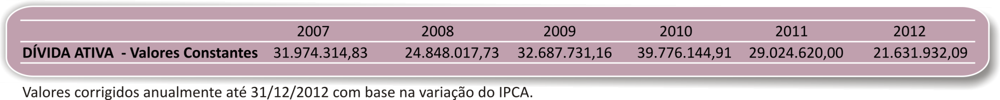 2007 2008 2009 2010 2011 2012
DÍVIDA ATIVA - Valores Constantes 31.974.314,83 24.848.017,73 32.687.731,16 39.776.144,91 29.024.620,00 21.631.932,09
Valores corrigidos anualmente até 31/12/2012 com base na variação do IPCA.